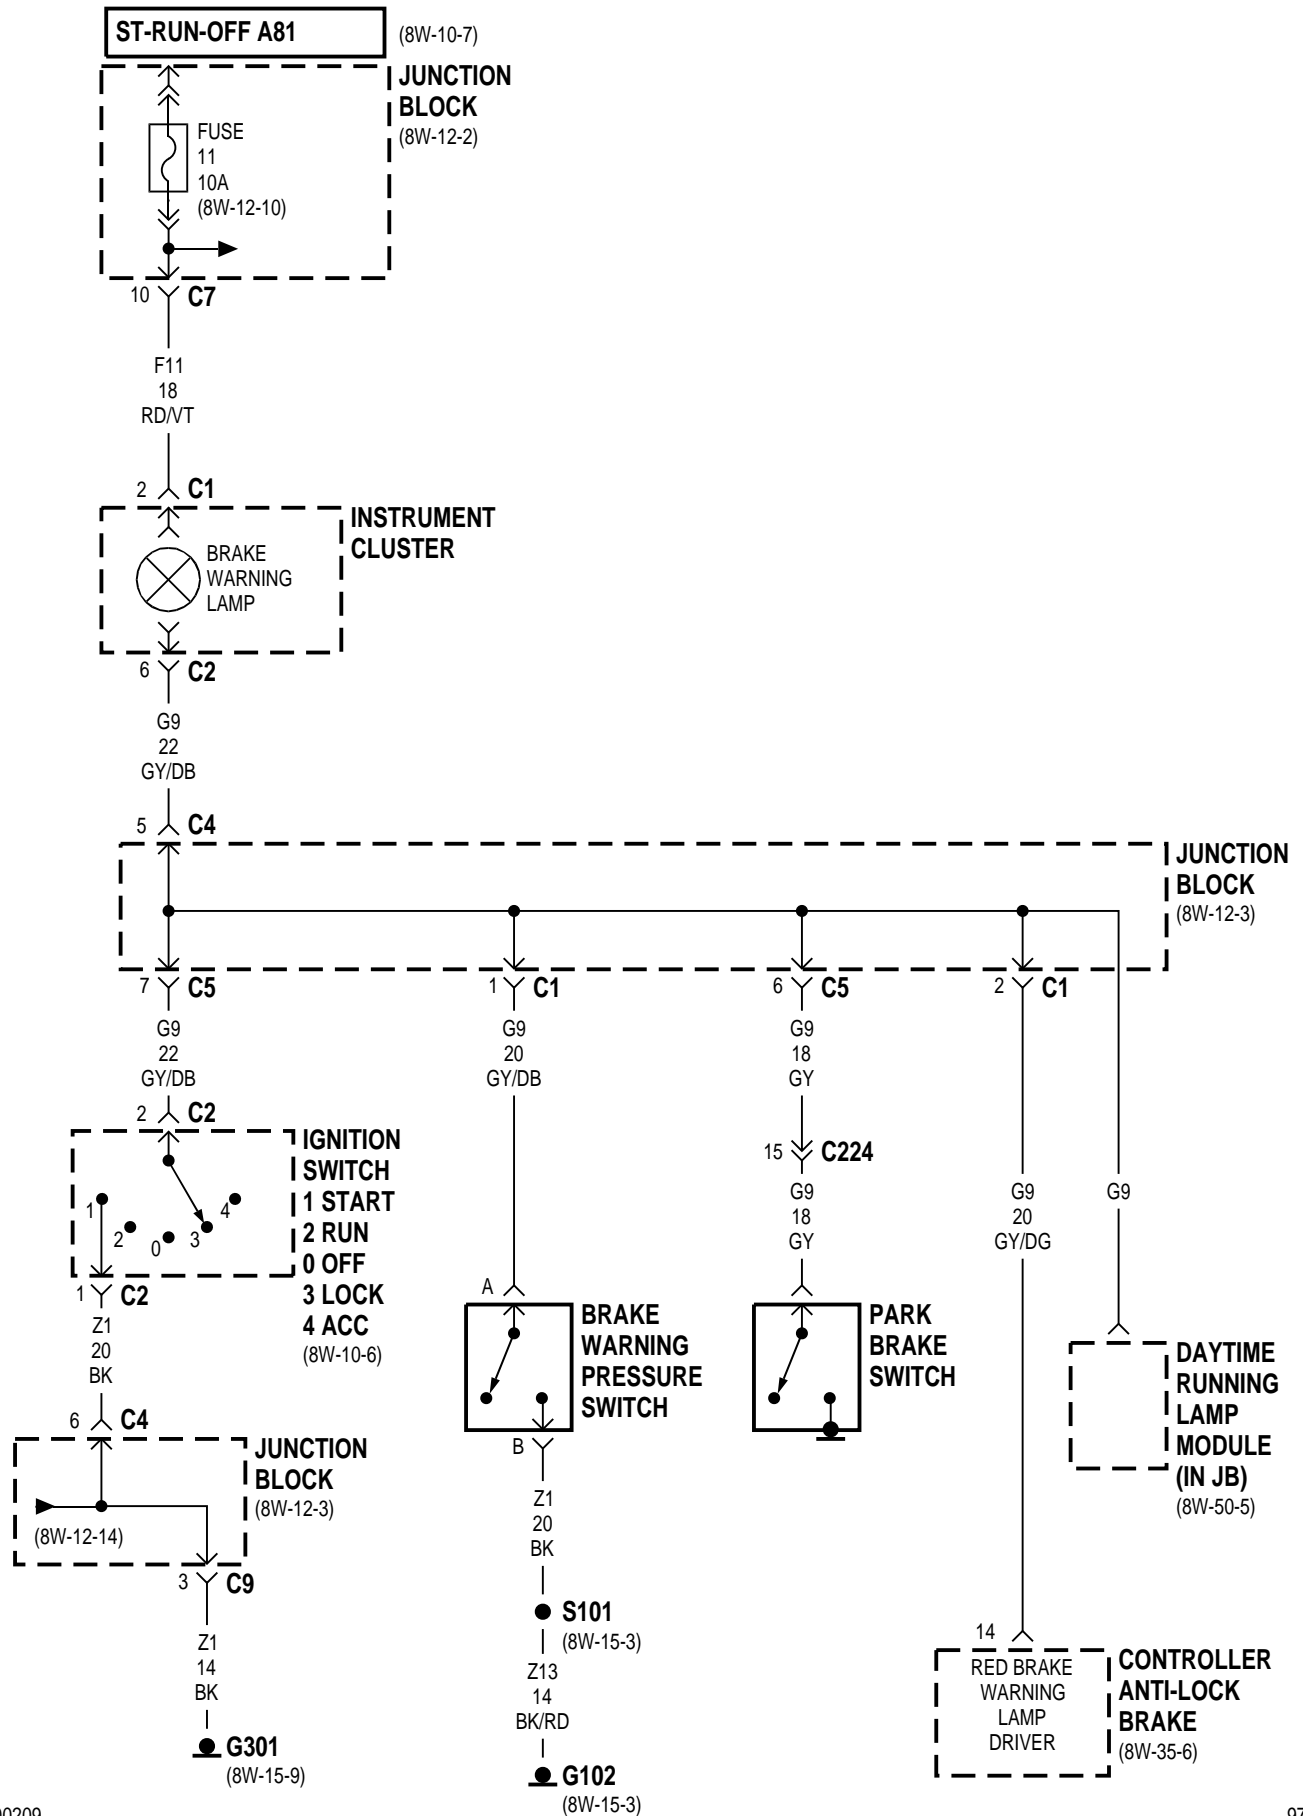 ST-RUN-OFF A81
(8W-10-7)
JUNCTION
BLOCK
(8W-12-2)
FUSE
11
10A
(8W-12-10)
10
C7
F11
18
RD/VT
2
C1
INSTRUMENT
CLUSTER
BRAKE
WARNING
LAMP
6
C2
G9
22
GY/DB
5
C4
JUNCTION
BLOCK
(8W-12-3)
7
C5
1
C1
6
C5
2
C1
G9
22
GY/DB
G9
20
GY/DB
G9
18
GY
2
C2
15
C224
IGNITION
SWITCH
1 START
2 RUN
0 OFF
3 LOCK
4 ACC
(8W-10-6)
1
2
0
3
4
G9
18
GY
G9
20
GY/DG
G9
1
C2
Z1
20
BK
A
BRAKE
WARNING
PRESSURE
SWITCH
PARK
BRAKE
SWITCH
DAYTIME
RUNNING
LAMP
MODULE
(IN JB)
(8W-50-5)
6
C4
JUNCTION
BLOCK
(8W-12-3)
(8W-12-14)
B
Z1
20
BK
3
C9
S101
(8W-15-3)
Z1
14
BK
Z13
14
BK/RD
14
RED BRAKE
WARNING
LAMP
DRIVER
CONTROLLER
ANTI-LOCK
BRAKE
(8W-35-6)
G301
(8W-15-9)
G102
(8W-15-3)